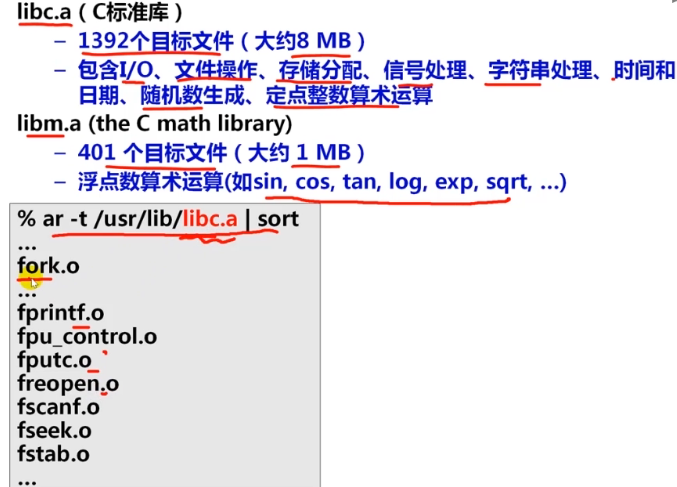 libc.a（C标准库）
– 1392个目标文件（大约8 MB）
– 包含I/O、文件操作、存储分配、信号处理、字符串处理、时间和
日期、随机数生成、定点整数算术运算
libm.a (the C math library)
– 401 个目标文件（大约 1 MB）
– 浮点数算术运算(如sin, cos, tan, log, exp, sqrt, …)
% ar -t /usr/lib/libc.a | sort
…
fork.o
…
fprintf.o
fpu_control.o
fputc.o
freopen.o
fscanf.o
fseek.o
fstab.o
…